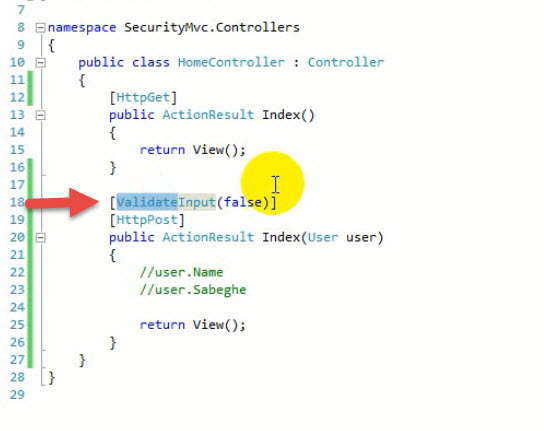 7
8 namespace SecurityMvc.Controllers
9 {
10 public class HomeController : Controller
11 {
12 [HttpGet]
13 public ActionResult Index()
14 {
15 return View();
16 }
17
18 [ValidateInput(false)]
19 [HttpPost]
20 public ActionResult Index(User user)
21 {
22 //user.Name
23 //user.Sabeghe
24
25 return View();
26 }
27 }
28 }
29